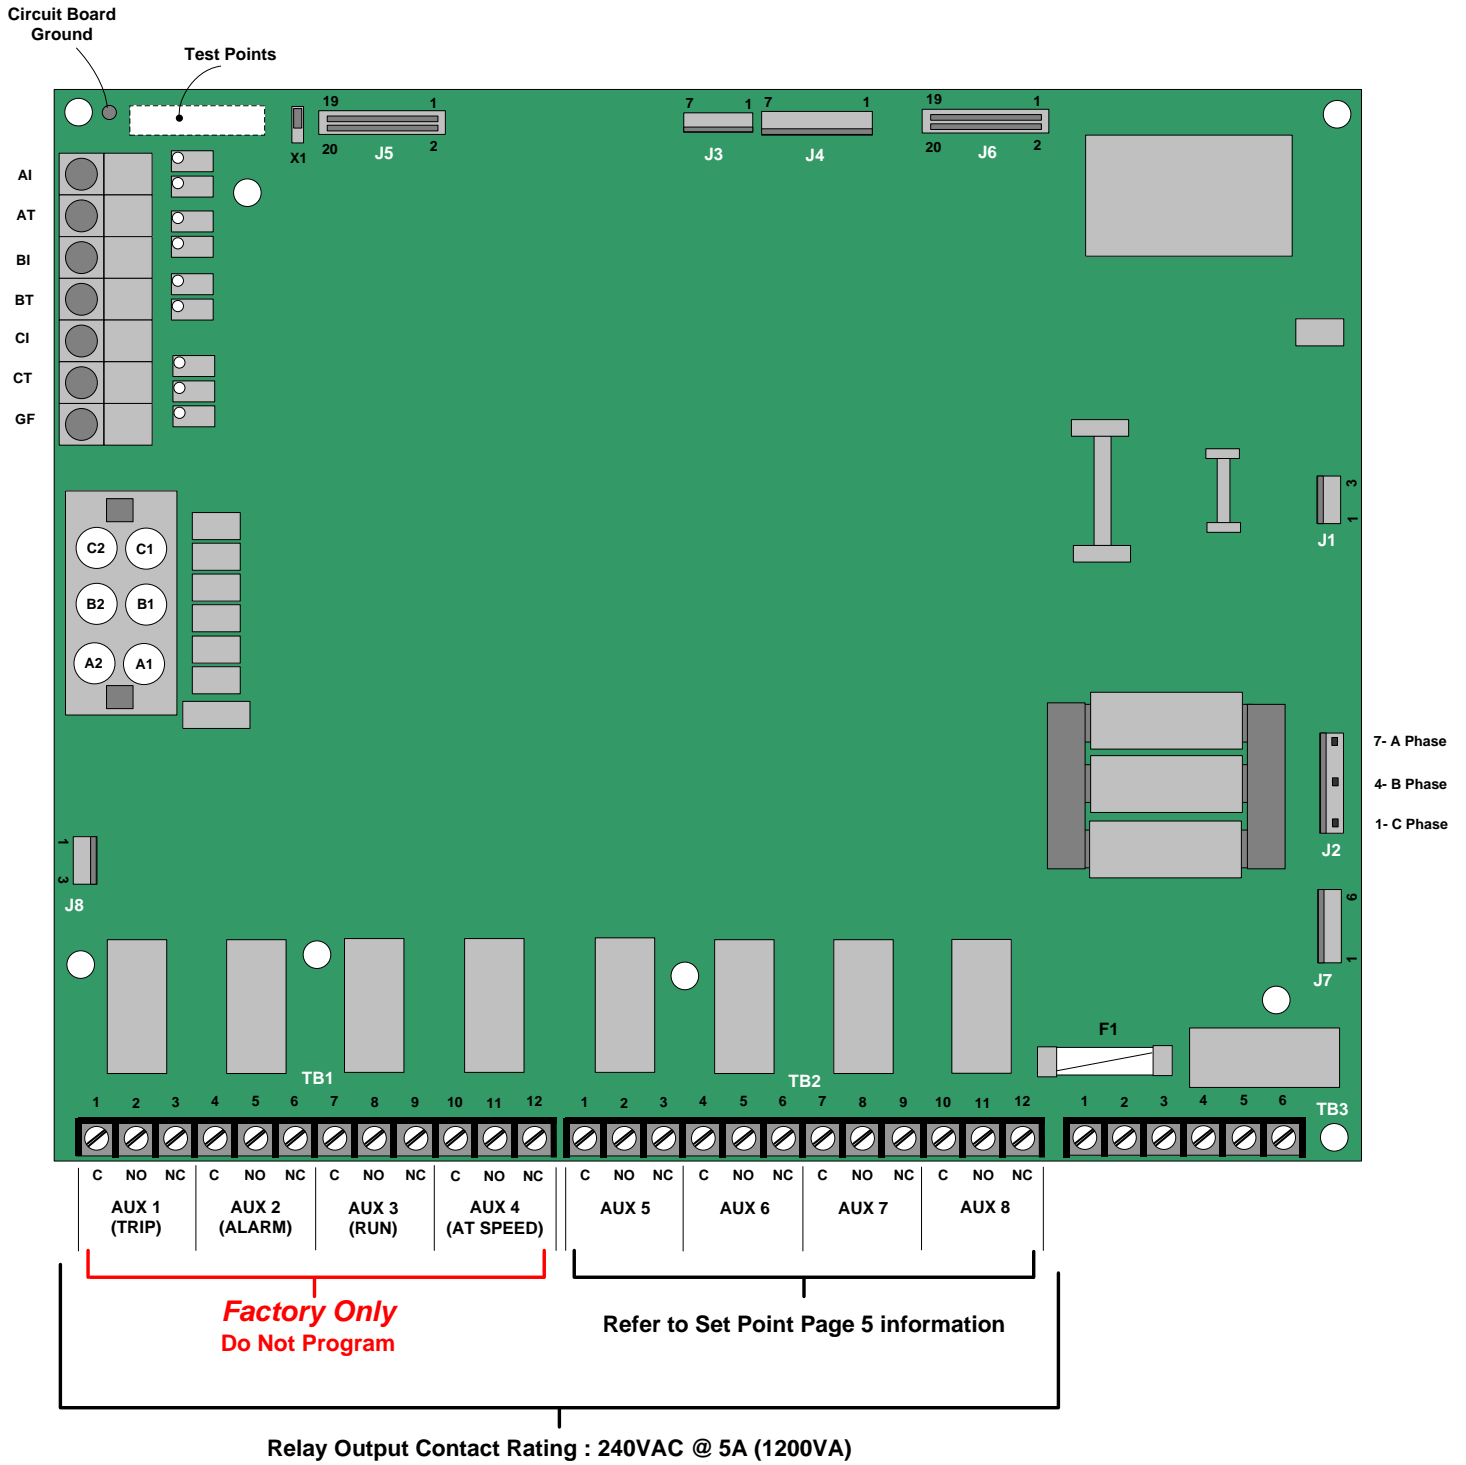 Circuit Board
Ground
Test Points
19 1
20 2
J5
X1
7 1
J3
7 1
J4
19 1
20 2
J6
AI
AT
BI
BT
CI
CT
GF
3
1
J1
C2 C1
B2 B1
A2 A1
7- A Phase
4- B Phase
1- C Phase
J2
1
3
J8
6
1
J7
F1
TB1
TB2
TB3
1 2 3 4 5 6 7 8 9 10 11 12
1 2 3 4 5 6 7 8 9 10 11 12
1 2 3 4 5 6
C NO NC C NO NC C NO NC C NO NC
C NO NC C NO NC C NO NC C NO NC
AUX 1
(TRIP)
AUX 2
(ALARM)
AUX 3
(RUN)
AUX 4
(AT SPEED)
AUX 5
AUX 6
AUX 7
AUX 8
Factory Only
Do Not Program
Refer to Set Point Page 5 information
Relay Output Contact Rating : 240VAC @ 5A (1200VA)